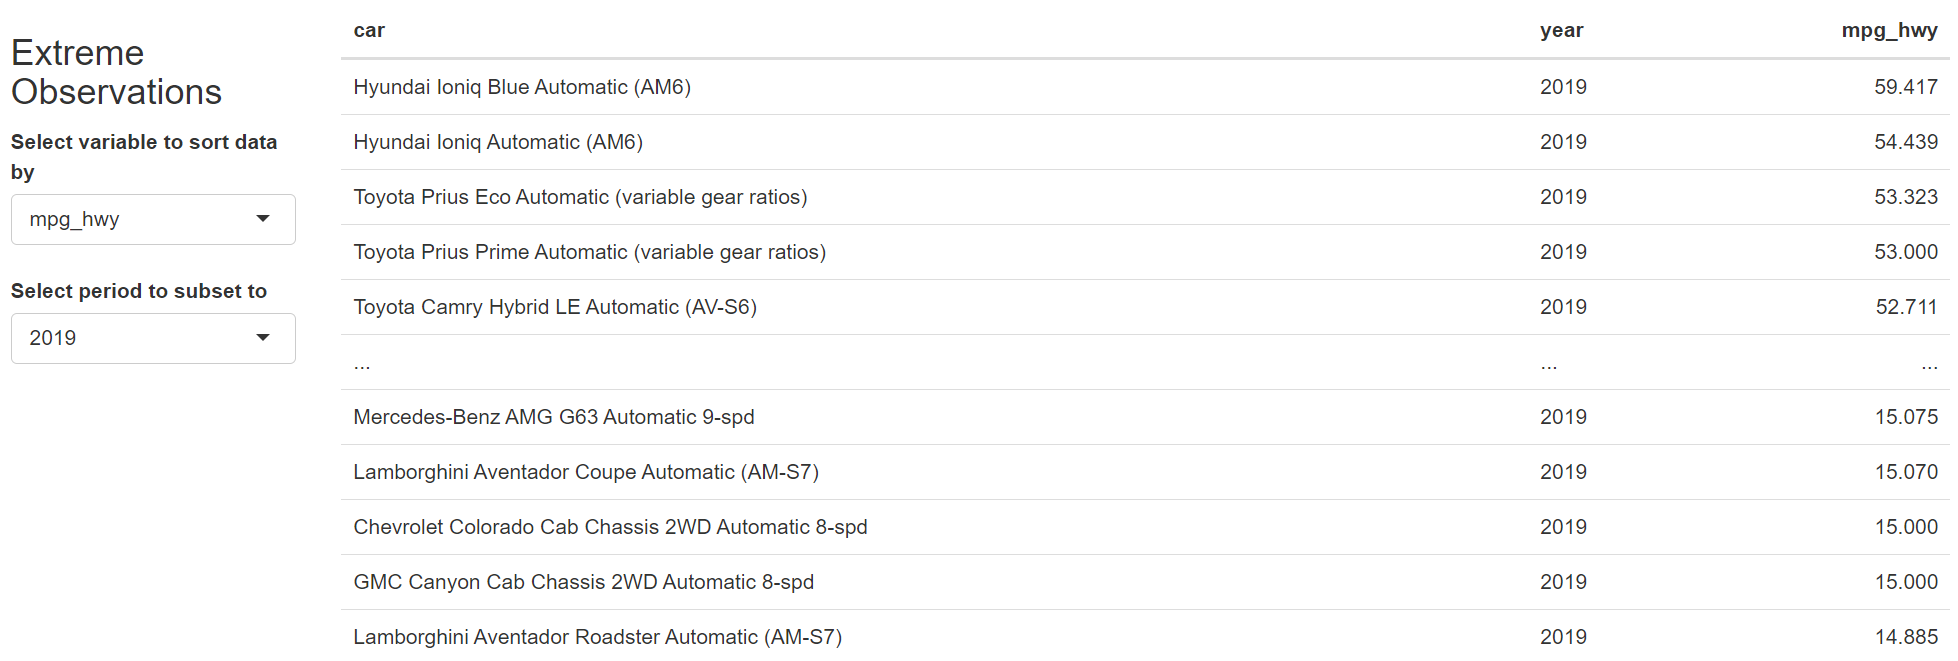 Extreme
Observations
Select variable to sort data
by
mpg_hwy
Select period to subset to
2019
car year mpg_hwy
Hyundai Ioniq Blue Automatic (AM6) 2019 59.417
Hyundai Ioniq Automatic (AM6) 2019 54.439
Toyota Prius Eco Automatic (variable gear ratios) 2019 53.323
Toyota Prius Prime Automatic (variable gear ratios) 2019 53.000
Toyota Camry Hybrid LE Automatic (AV-S6) 2019 52.711
... ... ...
Mercedes-Benz AMG G63 Automatic 9-spd 2019 15.075
Lamborghini Aventador Coupe Automatic (AM-S7) 2019 15.070
Chevrolet Colorado Cab Chassis 2WD Automatic 8-spd 2019 15.000
GMC Canyon Cab Chassis 2WD Automatic 8-spd 2019 15.000
Lamborghini Aventador Roadster Automatic (AM-S7) 2019 14.885